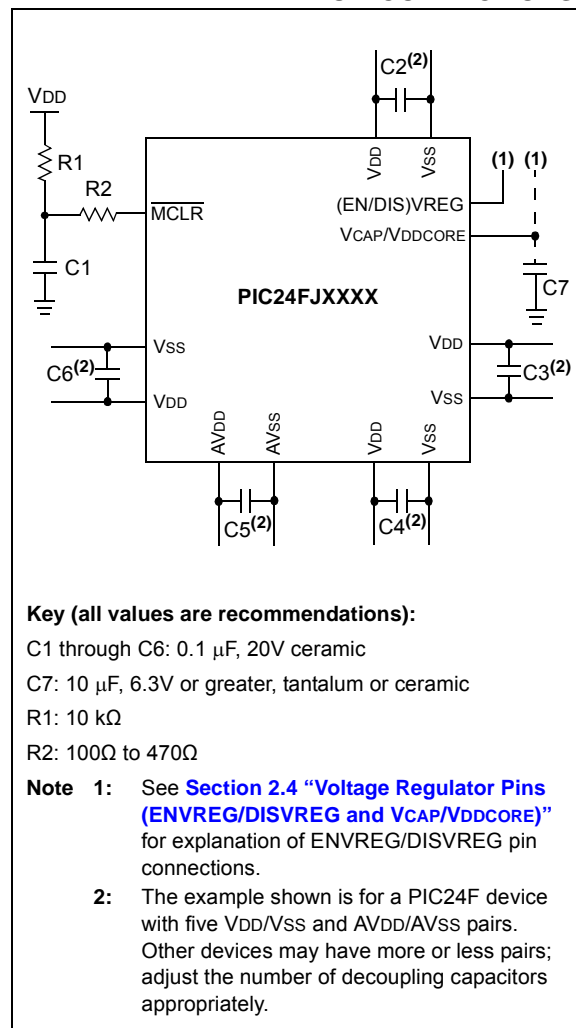 C2(2)
VDD
VDD
VSS
R1
(1) (1)
R2
MCLR
(EN/DIS)VREG
VCAP/VDDCORE
C1
C7
PIC24FJXXXX
VSS
VDD
C6(2)
C3(2)
VDD
VSS
AVDD
AVSS
VDD
VSS
C5(2)
C4(2)
Key (all values are recommendations):
C1 through C6: 0.1 μF, 20V ceramic
C7: 10 μF, 6.3V or greater, tantalum or ceramic
R1: 10 kΩ
R2: 100Ω to 470Ω
Note 1: See Section 2.4 “Voltage Regulator Pins
(ENVREG/DISVREG and VCAP/VDDCORE)”
for explanation of ENVREG/DISVREG pin
connections.
2: The example shown is for a PIC24F device
with five VDD/VSS and AVDD/AVSS pairs.
Other devices may have more or less pairs;
adjust the number of decoupling capacitors
appropriately.